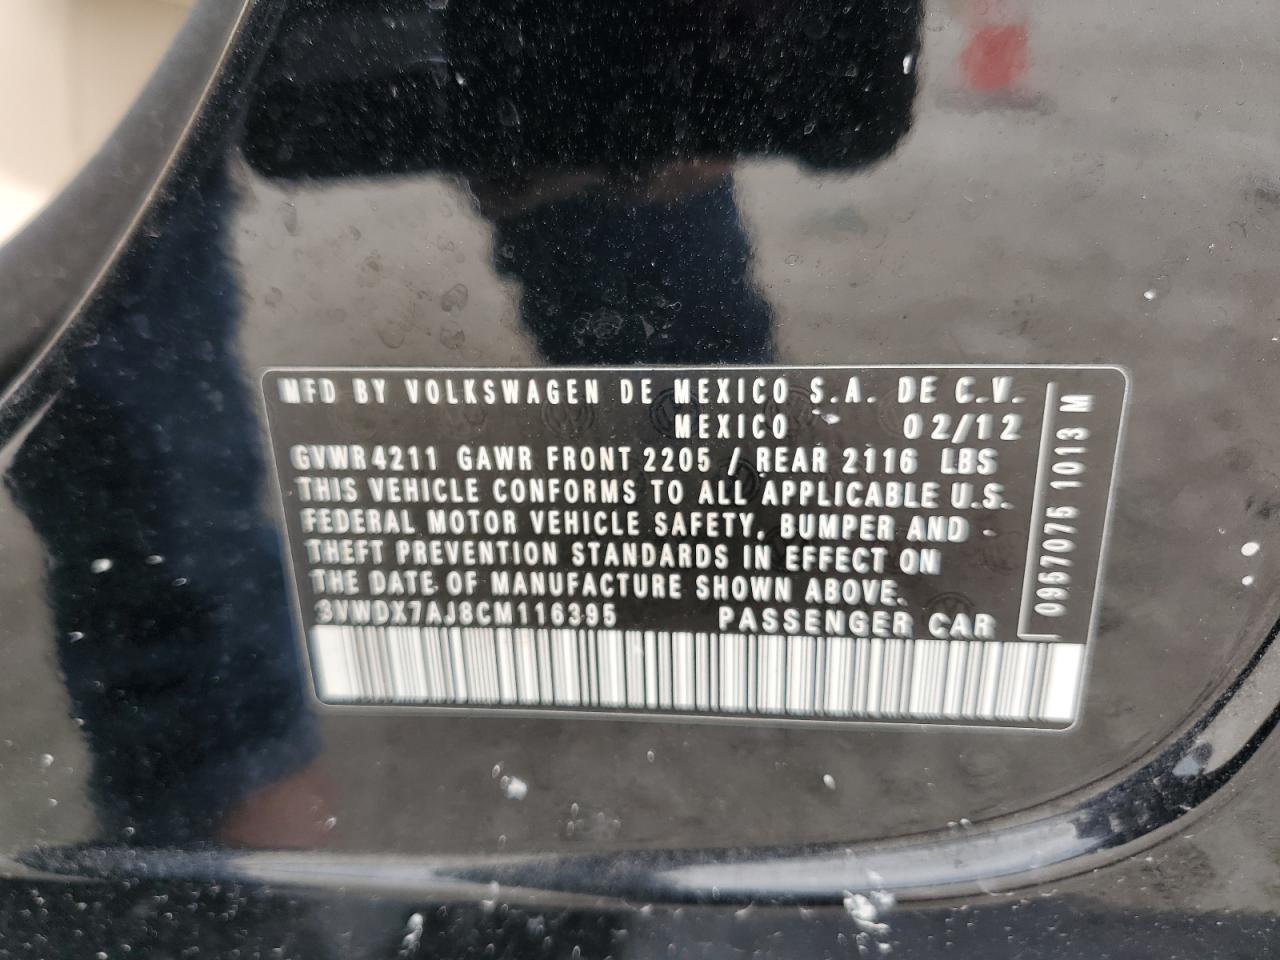 MFD BY VOLKSWAGEN DE MEXICO S.A. DE C.V.
MEXICO 02/12
GVWR 4211 GAWR FRONT 2205 / REAR 2116 LBS
THIS VEHICLE CONFORMS TO ALL APPLICABLE U.S.
FEDERAL MOTOR VEHICLE SAFETY, BUMPER AND
THEFT PREVENTION STANDARDS IN EFFECT ON
THE DATE OF MANUFACTURE SHOWN ABOVE.
3VWDX7AJ8CM116395 PASSENGER CAR
0957075 1013 M